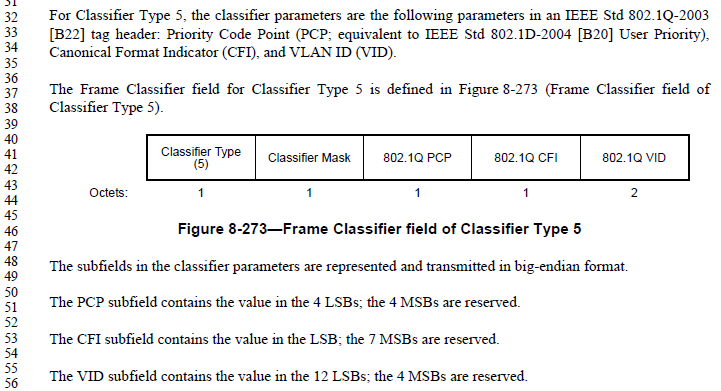 31
32 For Classifier Type 5, the classifier parameters are the following parameters in an IEEE Std 802.1Q-2003
33 [B22] tag header: Priority Code Point (PCP; equivalent to IEEE Std 802.1D-2004 [B20] User Priority),
34 Canonical Format Indicator (CFI), and VLAN ID (VID).
35
36
37 The Frame Classifier field for Classifier Type 5 is defined in Figure 8-273 (Frame Classifier field of
38 Classifier Type 5).
39
40
41 Classifier Type (5) Classifier Mask 802.1Q PCP 802.1Q CFI 802.1Q VID
42
43
44 Octets: 1 1 1 1 2
45
46 Figure 8-273—Frame Classifier field of Classifier Type 5
47
48 The subfields in the classifier parameters are represented and transmitted in big-endian format.
49
50
51 The PCP subfield contains the value in the 4 LSBs; the 4 MSBs are reserved.
52
53 The CFI subfield contains the value in the LSB; the 7 MSBs are reserved.
54
55
56 The VID subfield contains the value in the 12 LSBs; the 4 MSBs are reserved.